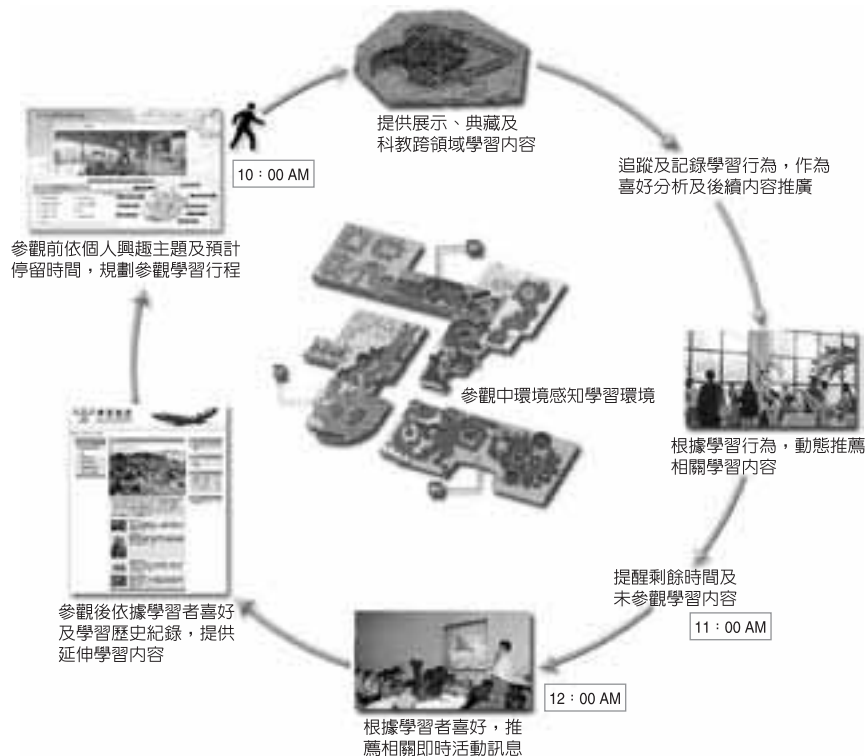 提供展示、典藏及
科教跨領域學習內容
10：00 AM
追蹤及記錄學習行為，作為
喜好分析及後續內容推廣
參觀前依個人興趣主題及預計
停留時間，規劃參觀學習行程
參觀中環境感知學習環境
根據學習行為，動態推薦
相關學習內容
提醒剩餘時間及
未參觀學習內容
11：00 AM
參觀後依據學習者喜好
及學習歷史紀錄，提供
延伸學習內容
12：00 AM
根據學習者喜好，推
薦相關即時活動訊息